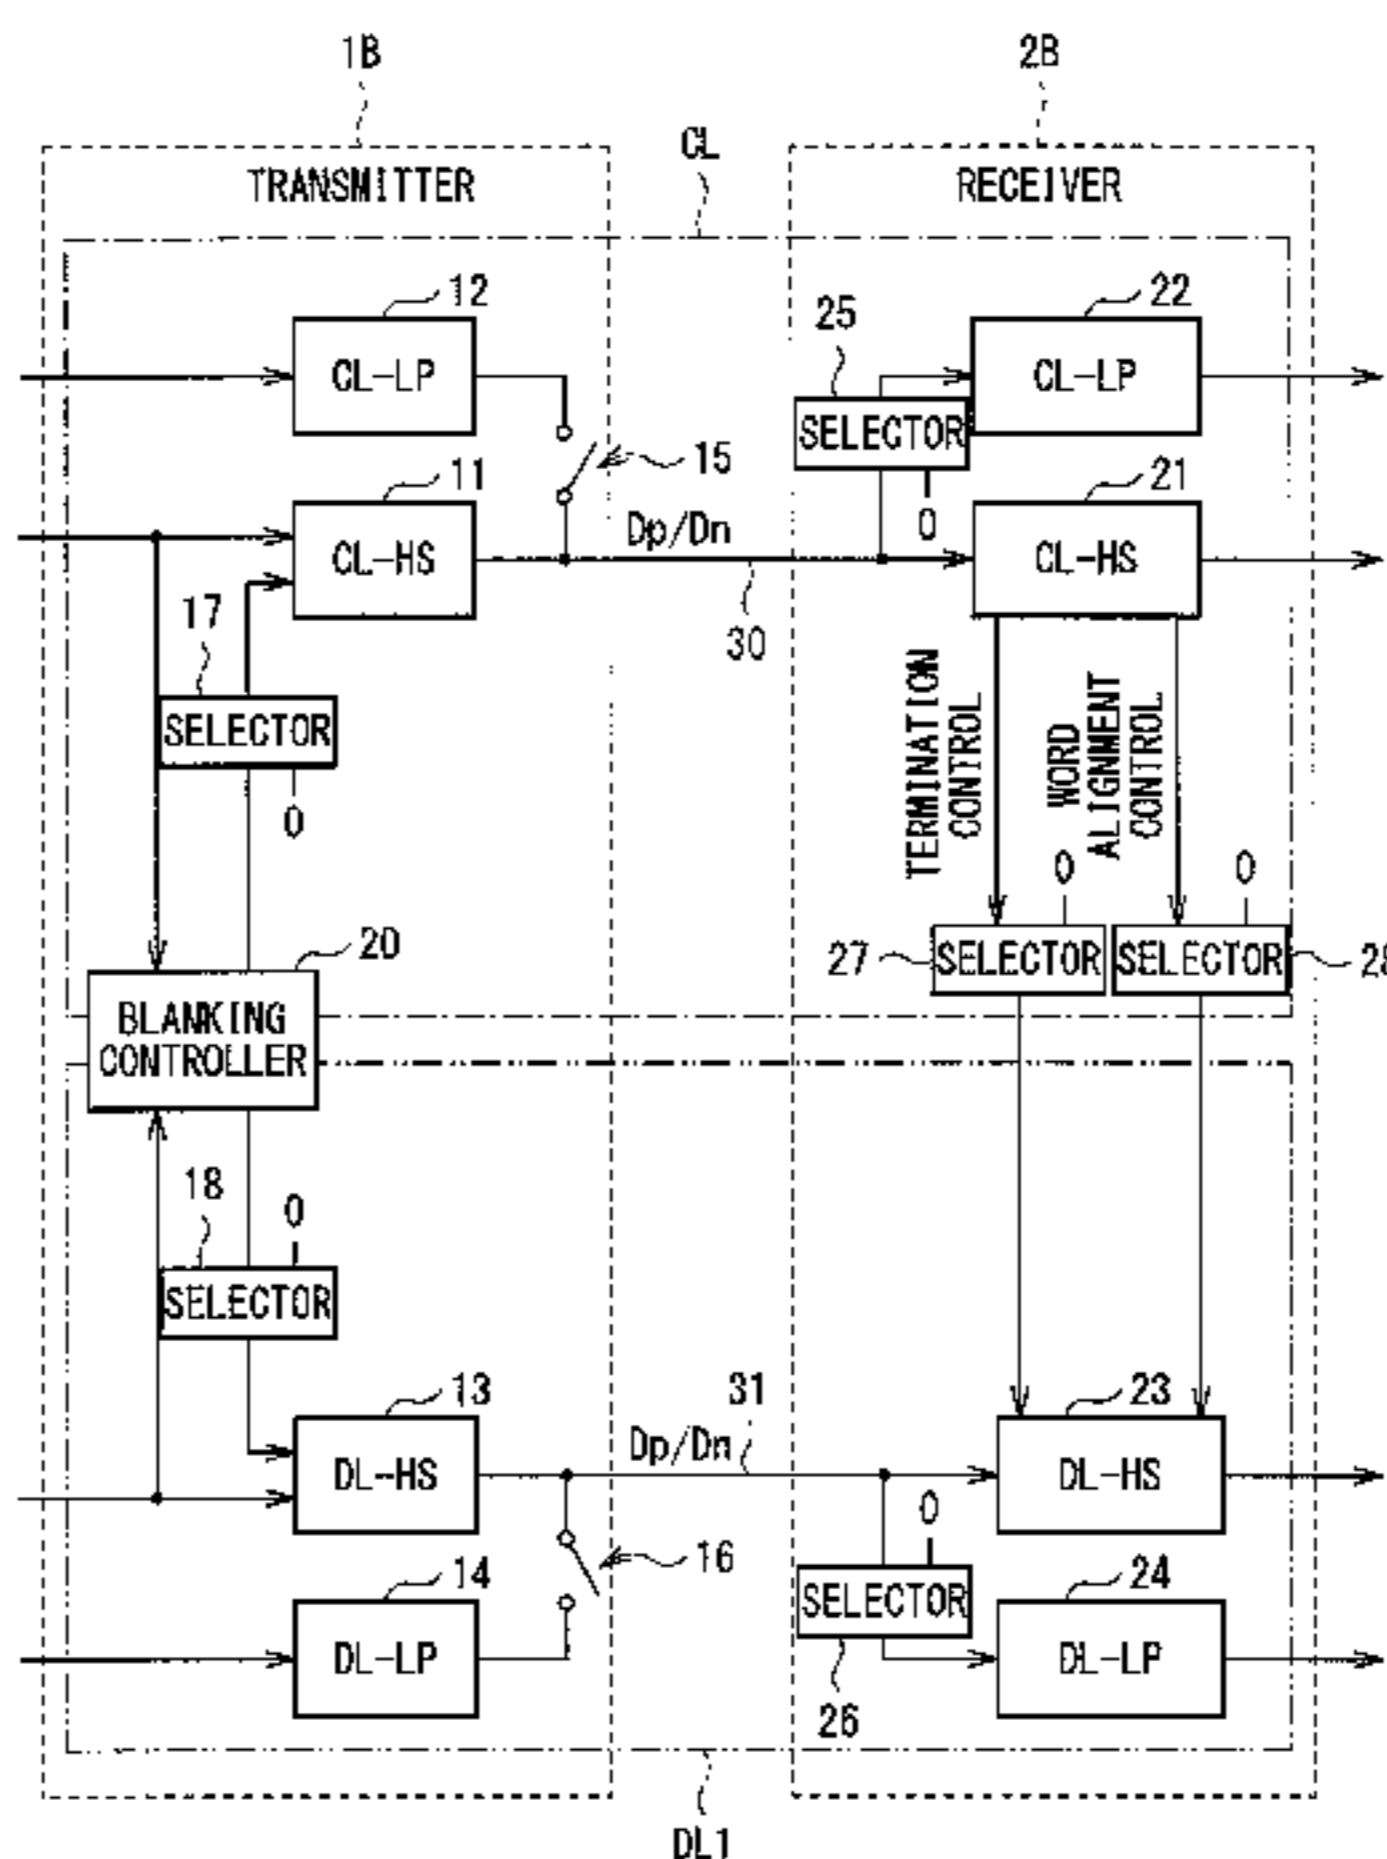 1B
2B
CL
TRANSMITTER
RECEIVER
12
CL-LP
25
22
CL-LP
SELECTOR
15
0
11
CL-HS
Dp/Dn
30
21
CL-HS
17
SELECTOR
0
TERMINATION
CONTROL
WORD
ALIGNMENT
CONTROL
0
0
27
SELECTOR
SELECTOR
28
20
BLANKING
CONTROLLER
18
0
SELECTOR
13
DL-HS
Dp/Dn
31
23
DL-HS
0
16
14
DL-LP
SELECTOR
26
24
DL-LP
DL1